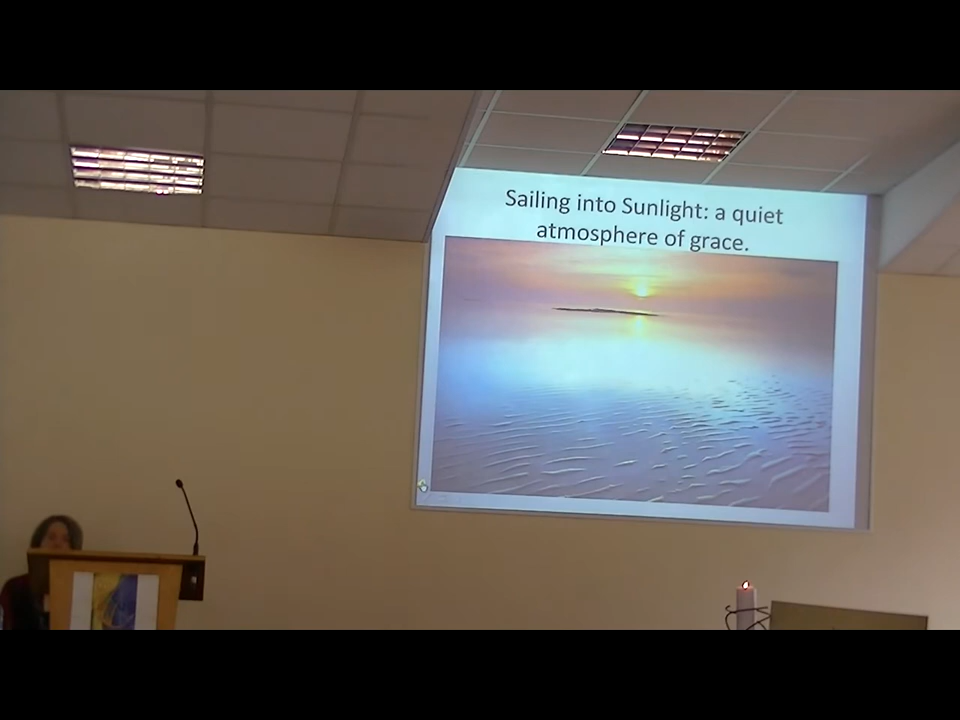 Sailing into Sunlight: a quiet
atmosphere of grace.